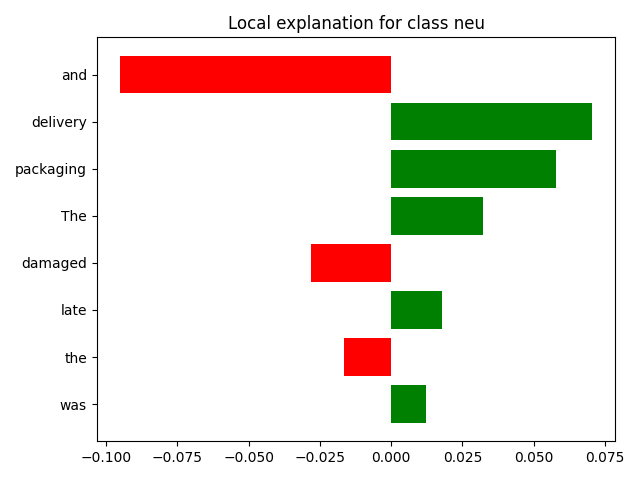 Local explanation for class neu
and
delivery
packaging
The
damaged
late
the
was
−0.100 −0.075 −0.050 −0.025 0.000 0.025 0.050 0.075